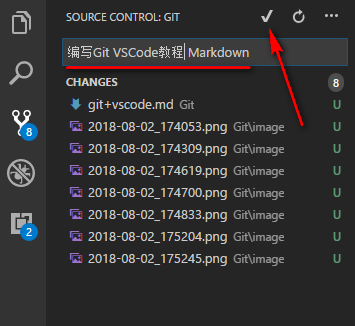 SOURCE CONTROL: GIT
编写Git VSCode教程 Markdown
CHANGES 8
git+vscode.md Git U
2018-08-02_174053.png Git\image U
2018-08-02_174309.png Git\image U
2018-08-02_174619.png Git\image U
2018-08-02_174700.png Git\image U
2018-08-02_174833.png Git\image U
2018-08-02_175204.png Git\image U
2018-08-02_175245.png Git\image U
8
2